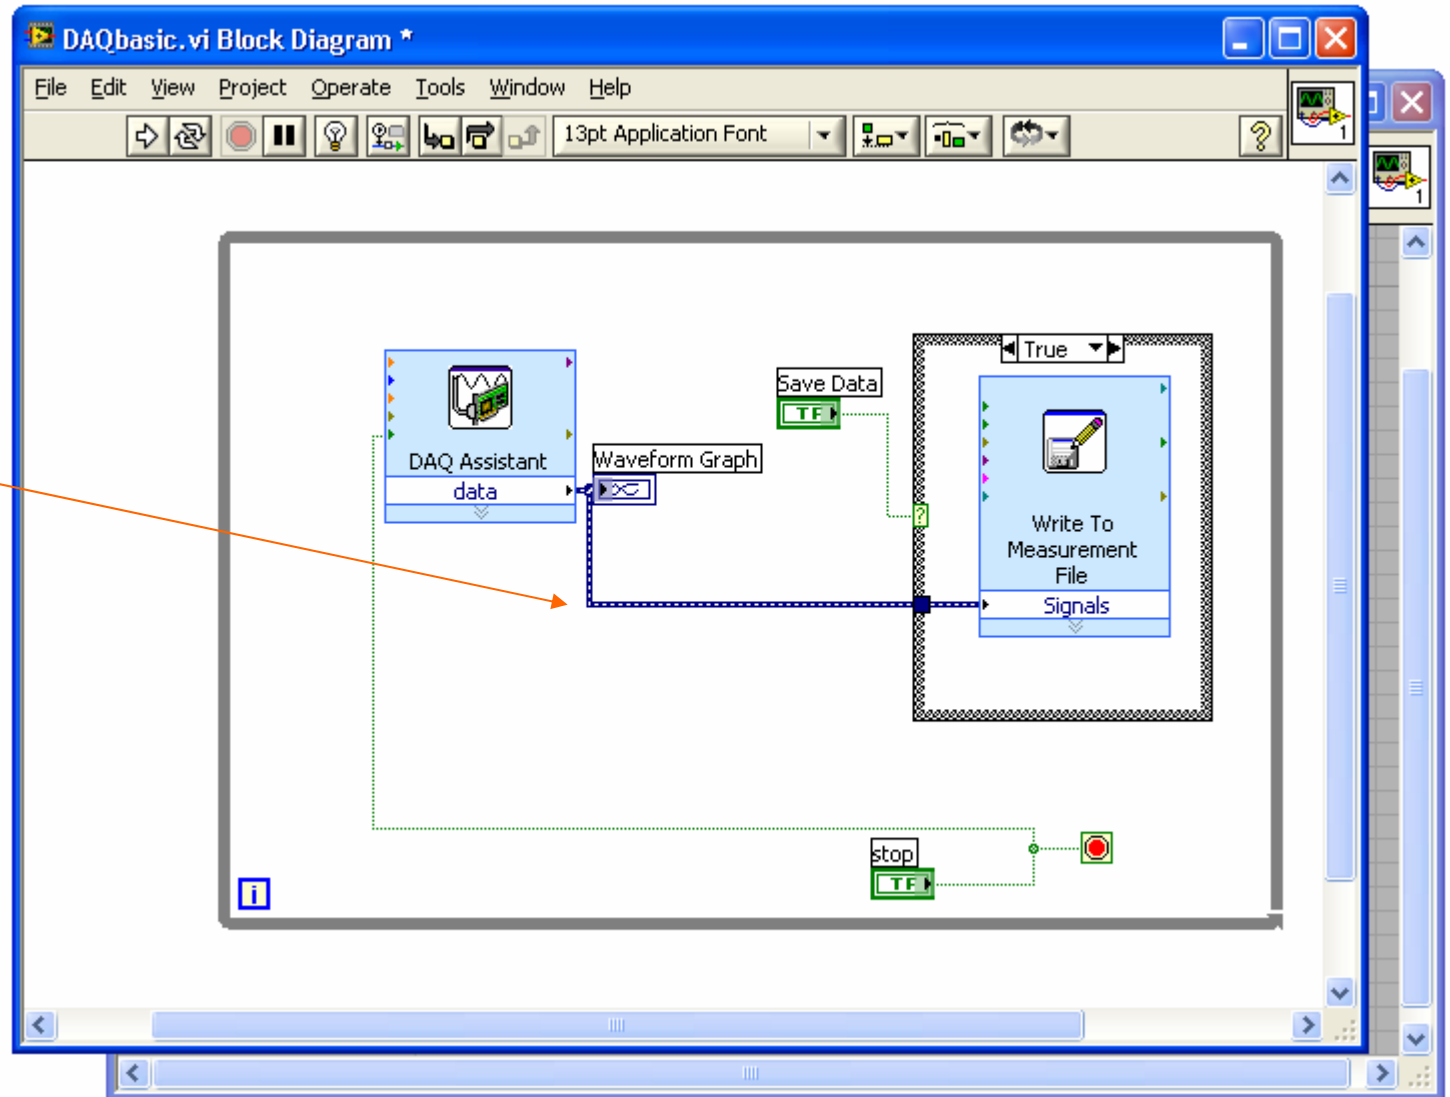 DAQbasic.vi Block Diagram *
File Edit View Project Operate Tools Window Help
13pt Application Font
?
1
1
True
Save Data
TF
DAQ Assistant
data
Waveform Graph
?
Write To
Measurement
File
Signals
stop
TF
i